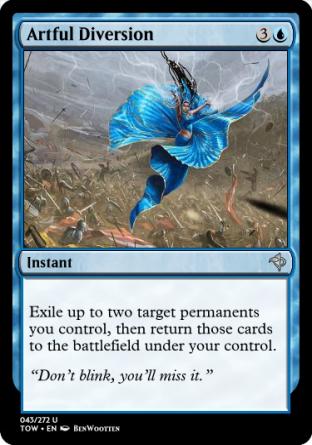 Artful Diversion 3
Instant
Exile up to two target permanents
you control, then return those cards
to the battlefield under your control.
“Don't blink, you'll miss it.”
043/272 U
TOW • EN BenWootten